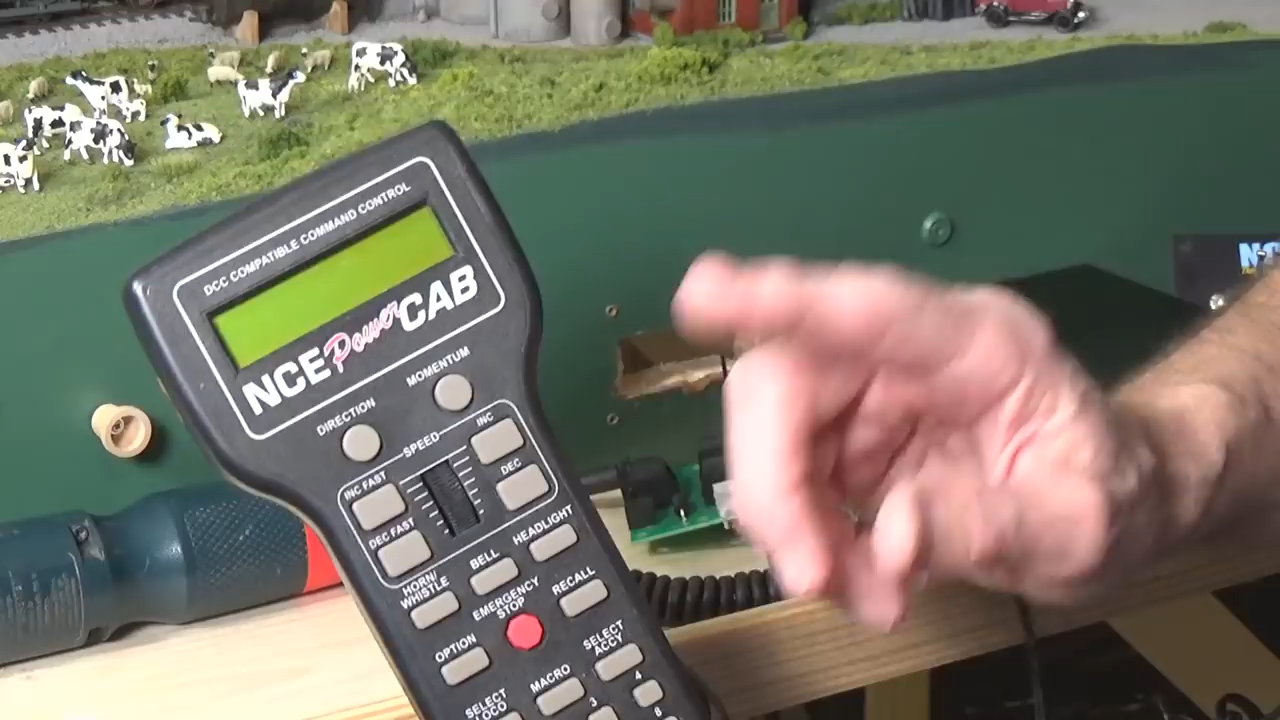 DCC COMPATIBLE COMMAND CONTROL
NCE Power CAB
MOMENTUM
DIRECTION
SPEED
INC
INC FAST
DEC
DEC FAST
HEADLIGHT
BELL
HORN/
WHISTLE
EMERGENCY
STOP
RECALL
OPTION
SELECT
ACCY
MACRO
SELECT
LOCO
3
4